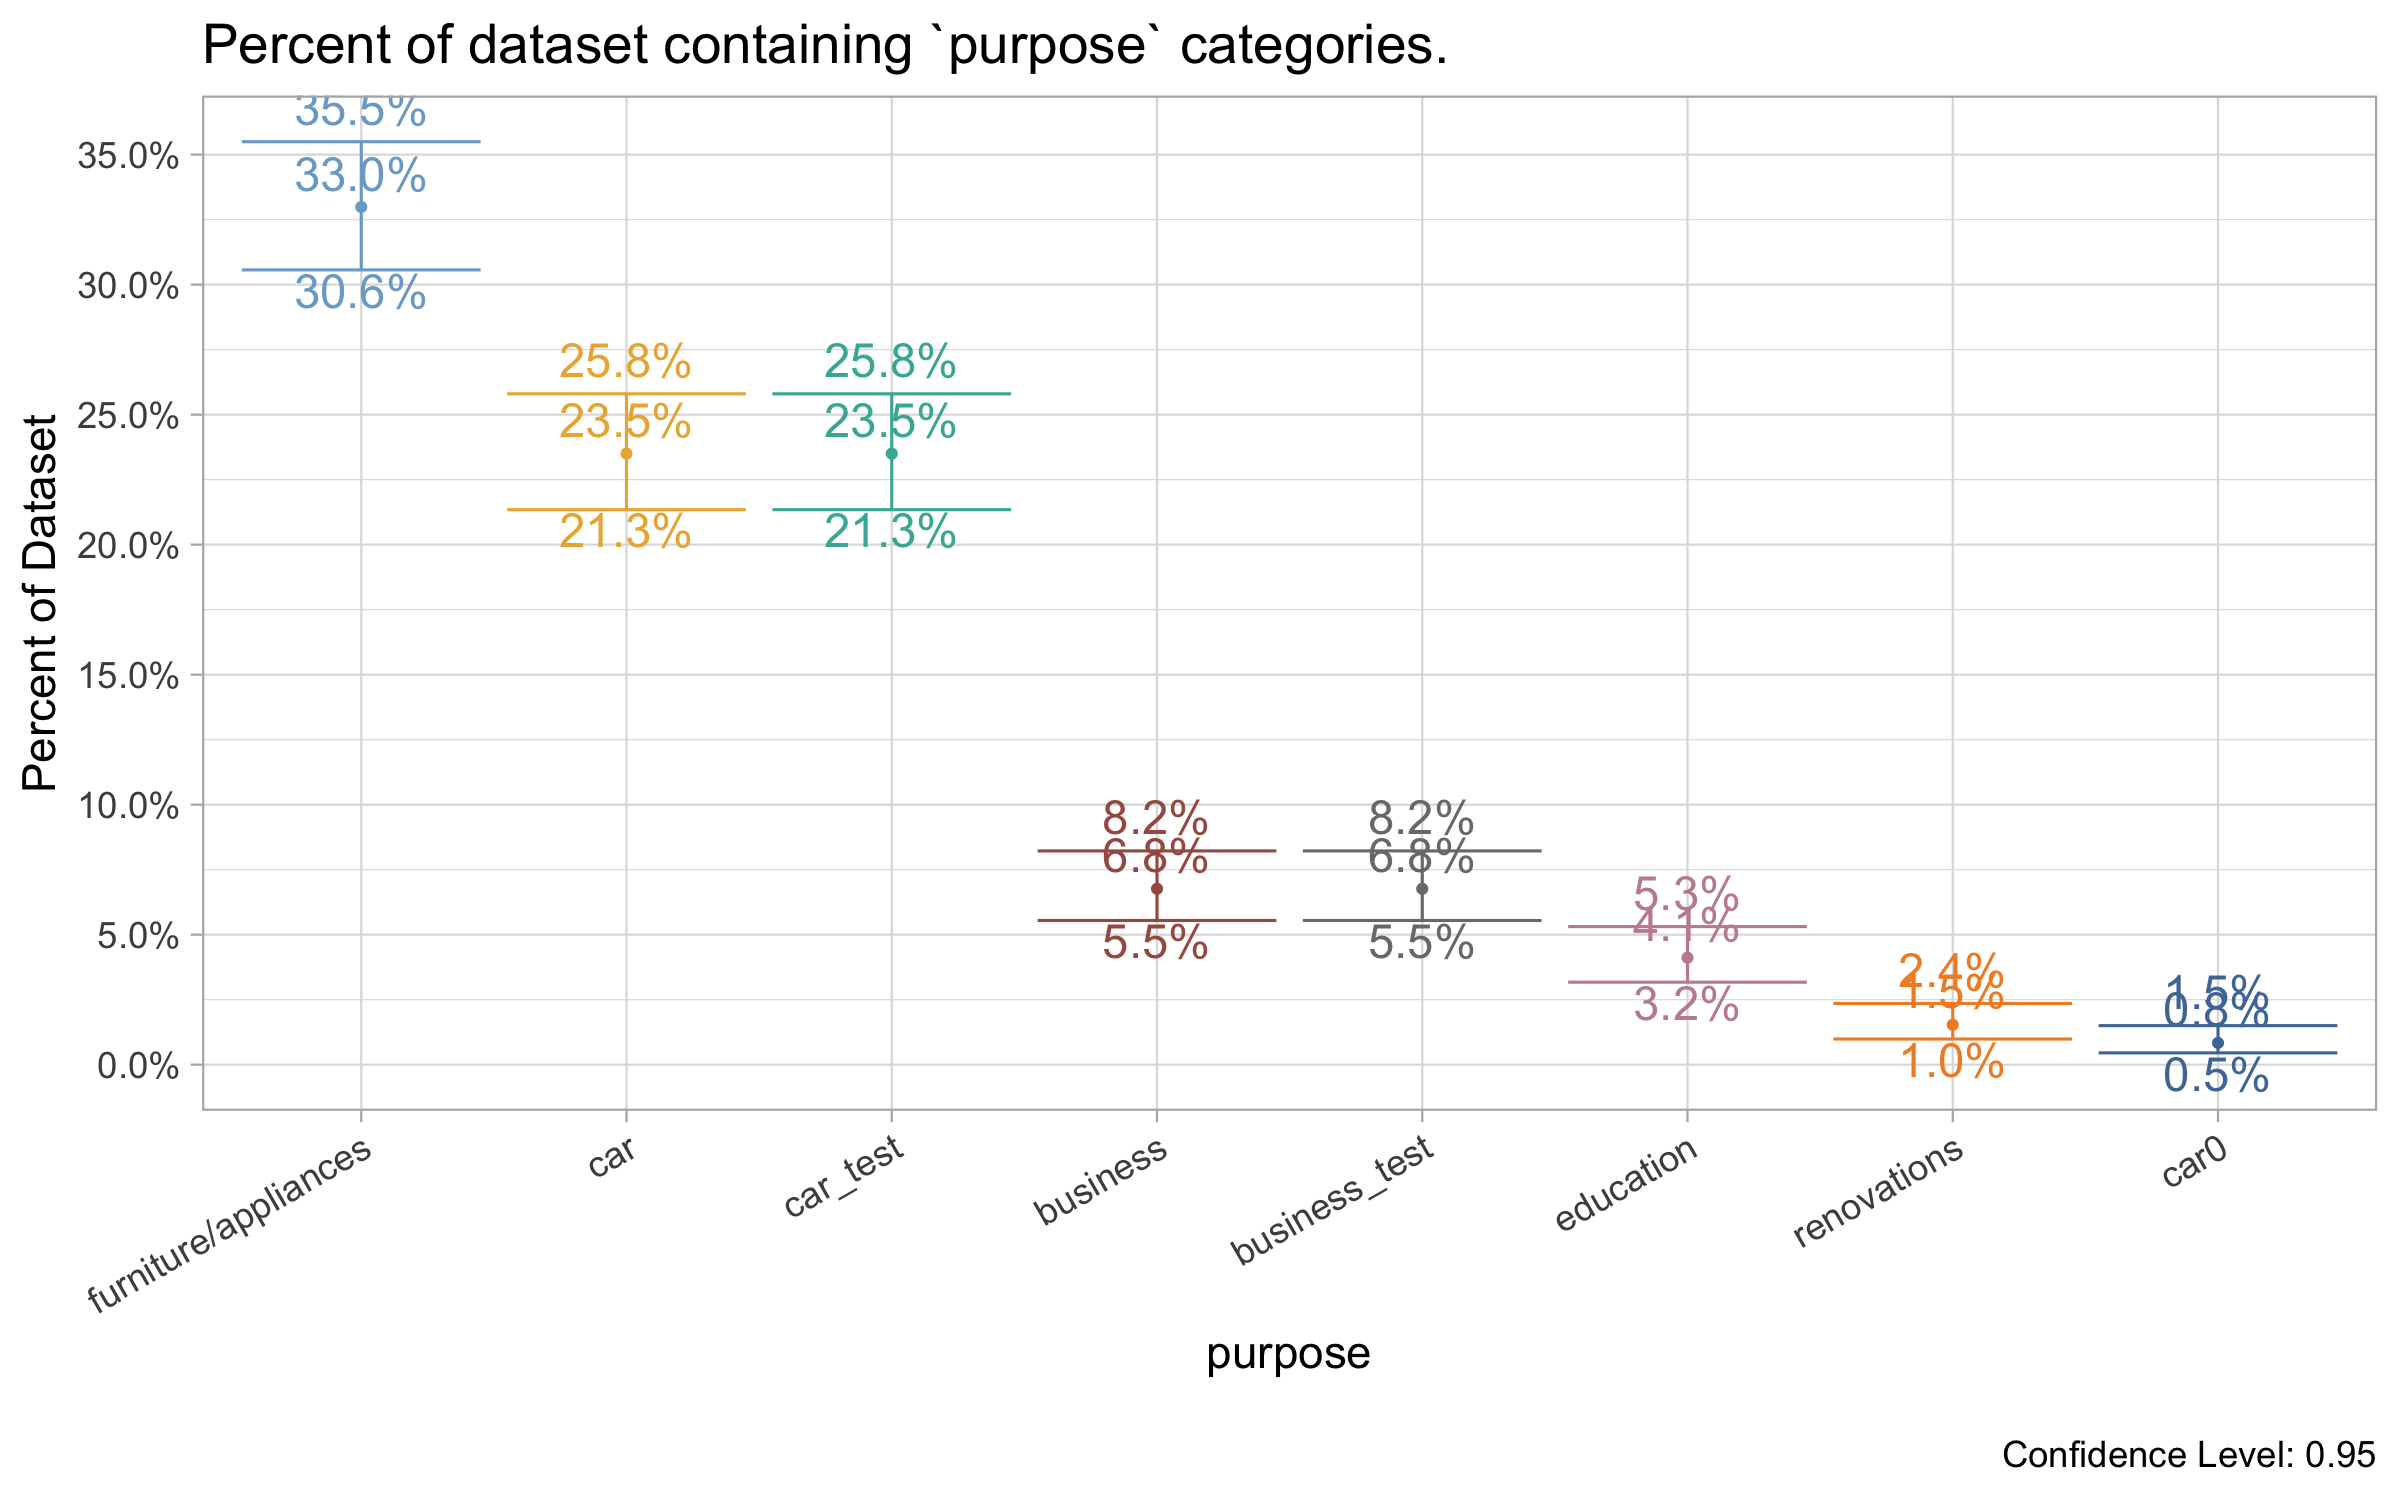 Percent of dataset containing `purpose` categories.
Percent of Dataset
35.0%
30.0%
25.0%
20.0%
15.0%
10.0%
5.0%
0.0%
35.5%
33.0%
30.6%
25.8%
23.5%
21.3%
25.8%
23.5%
21.3%
8.2%
6.8%
5.5%
8.2%
6.8%
5.5%
5.3%
4.1%
3.2%
2.4%
1.5%
1.0%
1.5%
0.8%
0.5%
furniture/appliances
car
car_test
business
business_test
education
renovations
car0
purpose
Confidence Level: 0.95